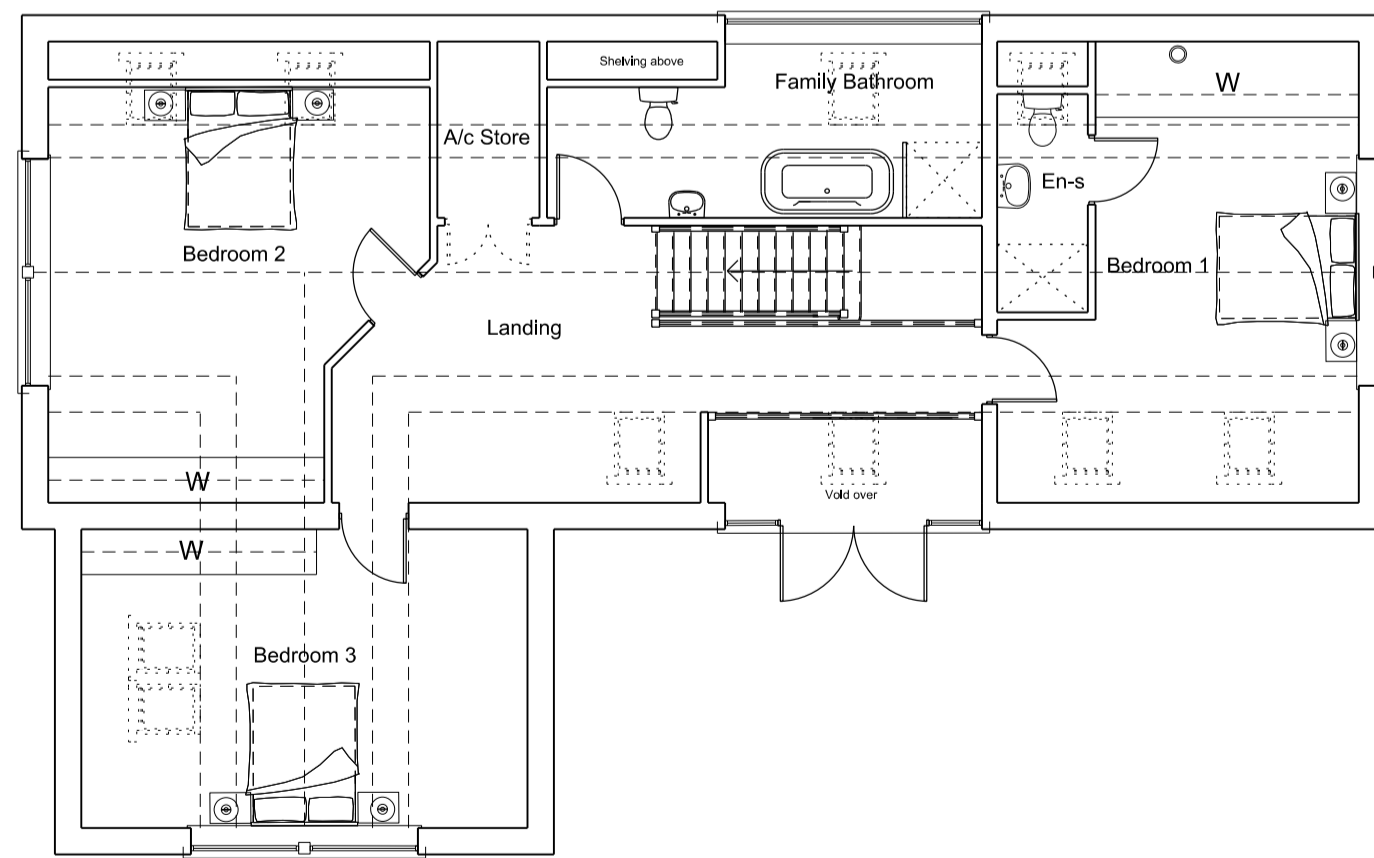 Shelving above
Family Bathroom
W
A/c Store
En-s
Bedroom 2
Bedroom 1
Landing
W
Void over
W
Bedroom 3